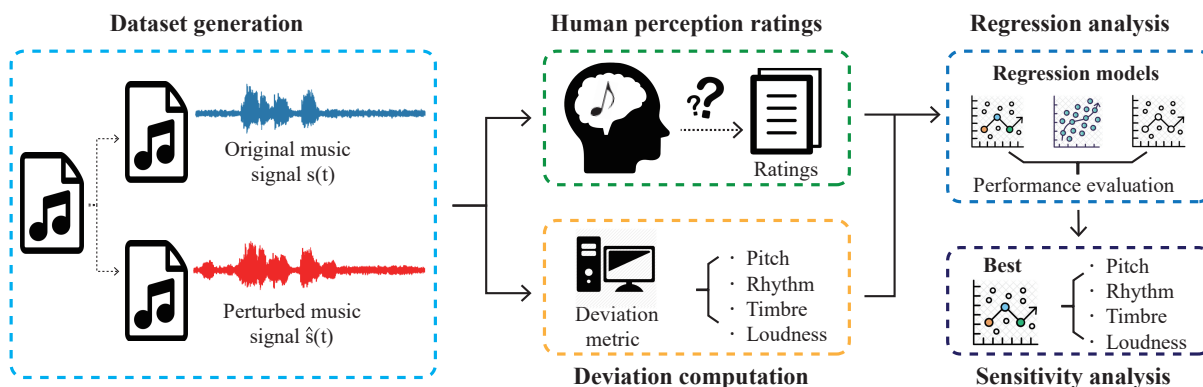 Dataset generation
Original music
signal s(t)
Perturbed music
signal ŝ(t)
Human perception ratings
??
Ratings
Deviation
metric
· Pitch
· Rhythm
· Timbre
· Loudness
Deviation computation
Regression analysis
Regression models
Performance evaluation
Best
· Pitch
· Rhythm
· Timbre
· Loudness
Sensitivity analysis